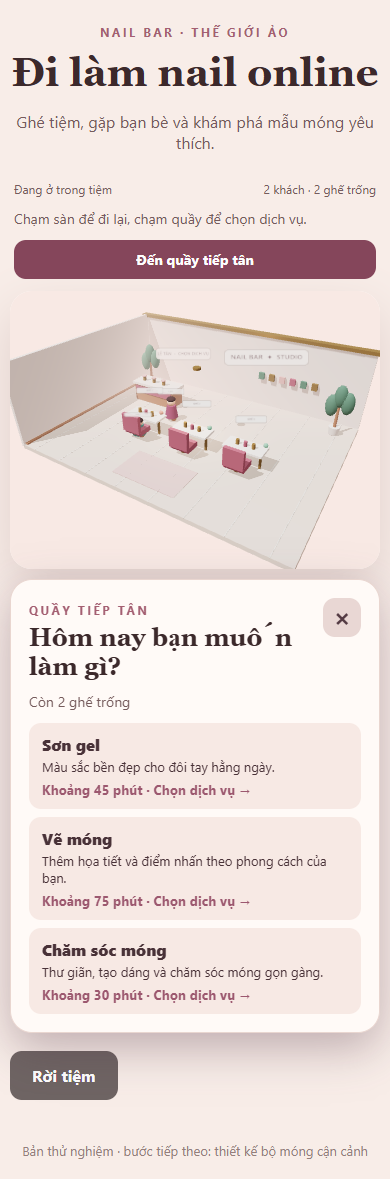 NAIL BAR · THẾ GIỚI ẢO
Đi làm nail online
Ghé tiệm, gặp bạn bè và khám phá mẫu móng yêu
thích.
Đang ở trong tiệm
2 khách · 2 ghế trống
Chạm sàn để đi lại, chạm quầy để chọn dịch vụ.
Đến quầy tiếp tân
NAIL BAR ✦ STUDIO
QUẦY TIẾP TÂN
Hôm nay bạn muốn
làm gì?
×
Còn 2 ghế trống
Sơn gel
Màu sắc bền đẹp cho đôi tay hằng ngày.
Khoảng 45 phút · Chọn dịch vụ →
Vẽ móng
Thêm họa tiết và điểm nhấn theo phong cách của
bạn.
Khoảng 75 phút · Chọn dịch vụ →
Chăm sóc móng
Thư giãn, tạo dáng và chăm sóc móng gọn gàng.
Khoảng 30 phút · Chọn dịch vụ →
Rời tiệm
Bản thử nghiệm · bước tiếp theo: thiết kế bộ móng cận cảnh